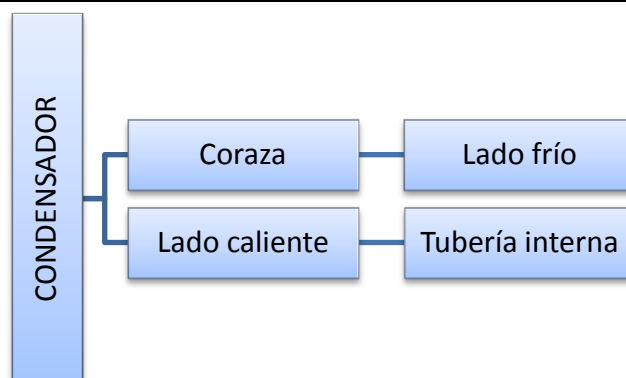 CONDENSADOR
Coraza
Lado frío
Lado caliente
Tubería interna